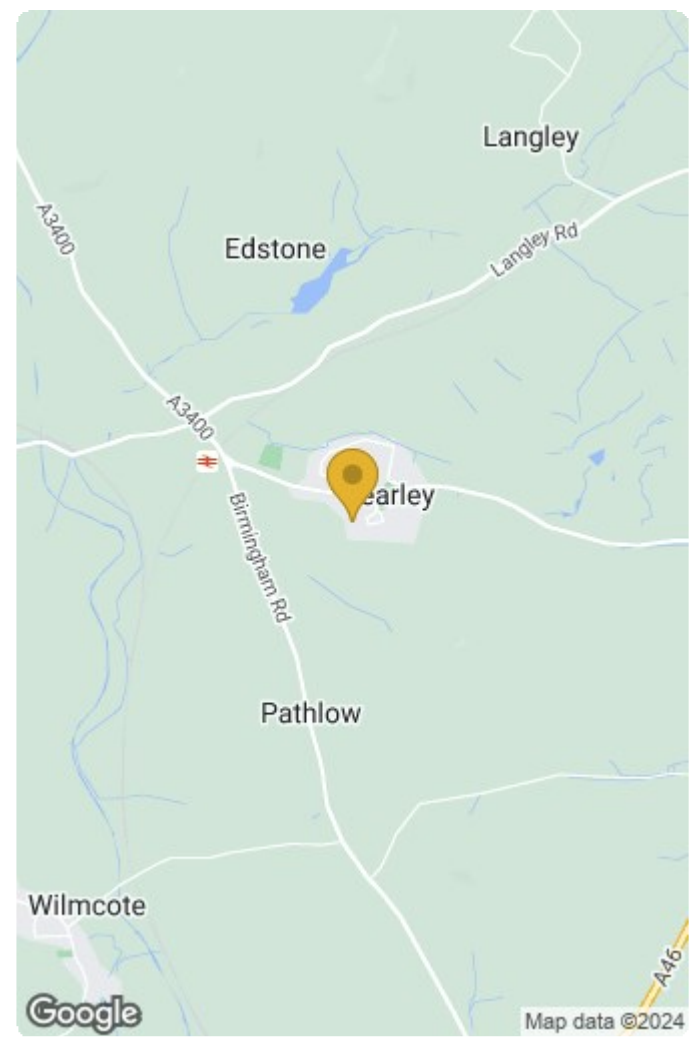 Langley
A3400
Edstone
Langley Rd
A3400
earley
Birmingham Rd
Pathlow
Wilmcote
A46
Google
Map data ©2024